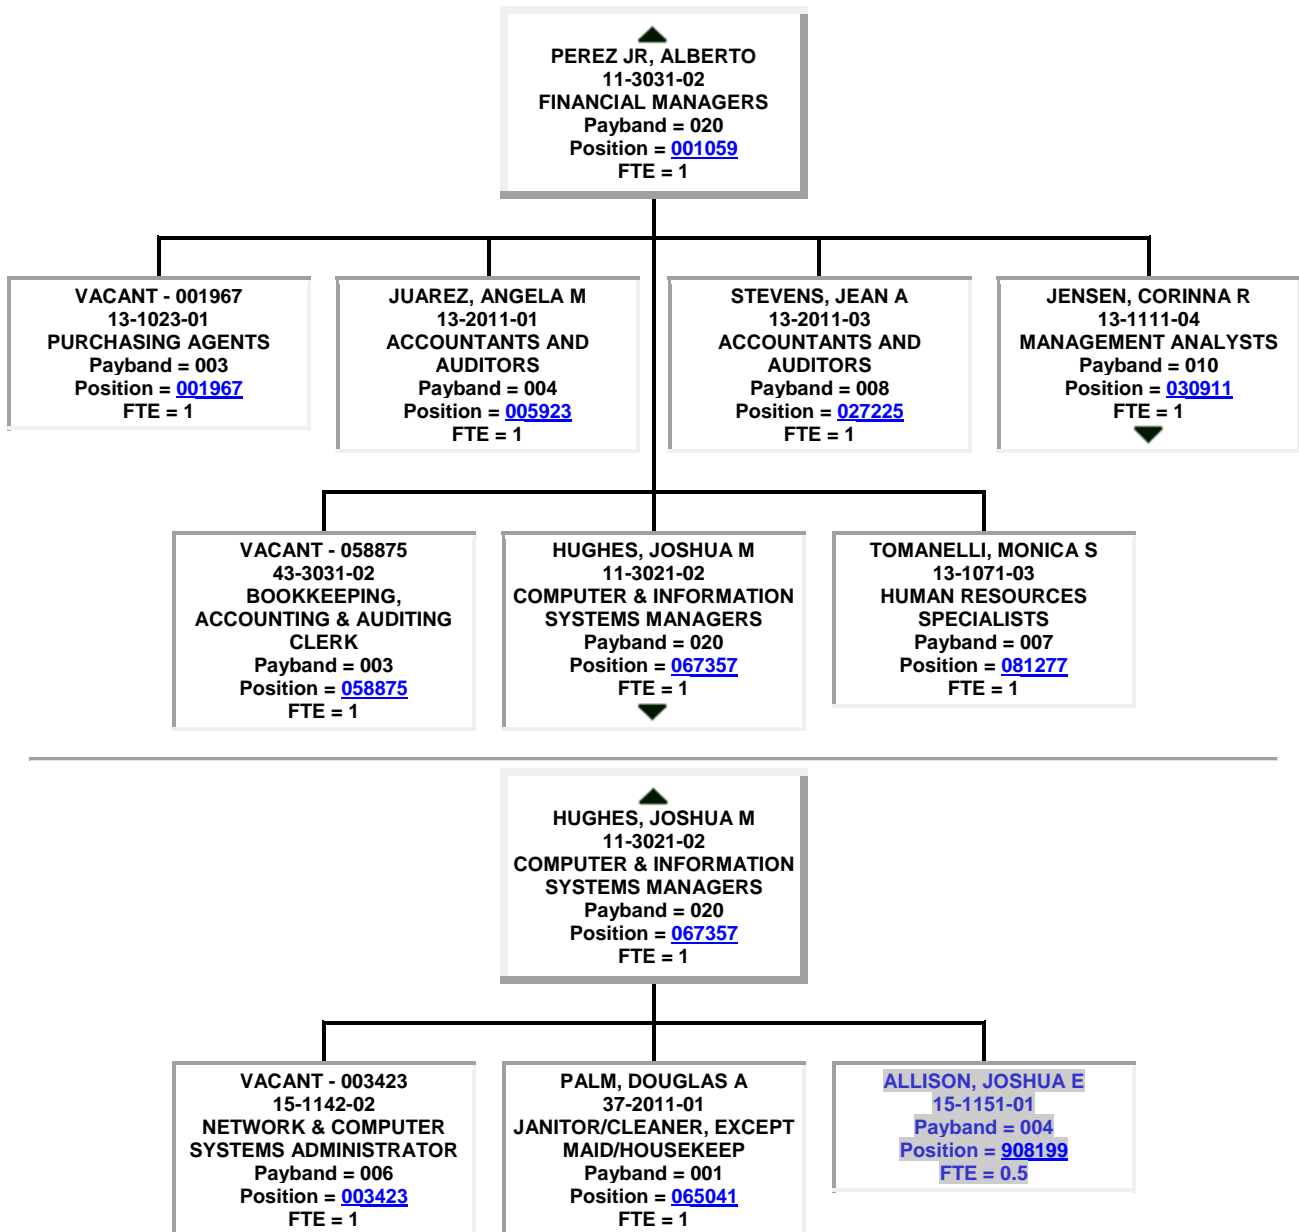 PEREZ JR, ALBERTO
11-3031-02
FINANCIAL MANAGERS
Payband = 020
Position = 001059
FTE = 1
VACANT - 001967
13-1023-01
PURCHASING AGENTS
Payband = 003
Position = 001967
FTE = 1
JUAREZ, ANGELA M
13-2011-01
ACCOUNTANTS AND
AUDITORS
Payband = 004
Position = 005923
FTE = 1
STEVENS, JEAN A
13-2011-03
ACCOUNTANTS AND
AUDITORS
Payband = 008
Position = 027225
FTE = 1
JENSEN, CORINNA R
13-1111-04
MANAGEMENT ANALYSTS
Payband = 010
Position = 030911
FTE = 1
VACANT - 058875
43-3031-02
BOOKKEEPING,
ACCOUNTING & AUDITING
CLERK
Payband = 003
Position = 058875
FTE = 1
HUGHES, JOSHUA M
11-3021-02
COMPUTER & INFORMATION
SYSTEMS MANAGERS
Payband = 020
Position = 067357
FTE = 1
TOMANELLI, MONICA S
13-1071-03
HUMAN RESOURCES
SPECIALISTS
Payband = 007
Position = 081277
FTE = 1
HUGHES, JOSHUA M
11-3021-02
COMPUTER & INFORMATION
SYSTEMS MANAGERS
Payband = 020
Position = 067357
FTE = 1
VACANT - 003423
15-1142-02
NETWORK & COMPUTER
SYSTEMS ADMINISTRATOR
Payband = 006
Position = 003423
FTE = 1
PALM, DOUGLAS A
37-2011-01
JANITOR/CLEANER, EXCEPT
MAID/HOUSEKEEP
Payband = 001
Position = 065041
FTE = 1
ALLISON, JOSHUA E
15-1151-01
Payband = 004
Position = 908199
FTE = 0.5